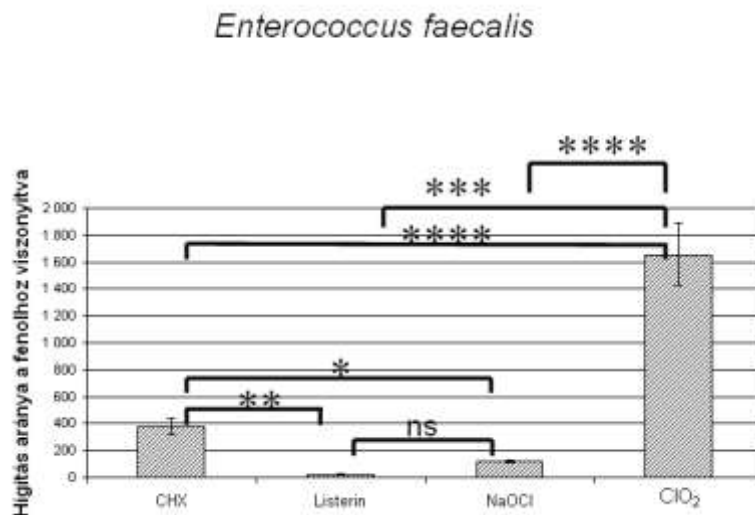 Enterococcus faecalis
Hígítás aránya a fenolhoz viszonyítva
****
***
2 000
1 800
****
1 600
1 400
1 200
1 000
800
*
600
**
400
ns
200
0
CHX
Listerin
NaOCl
ClO2